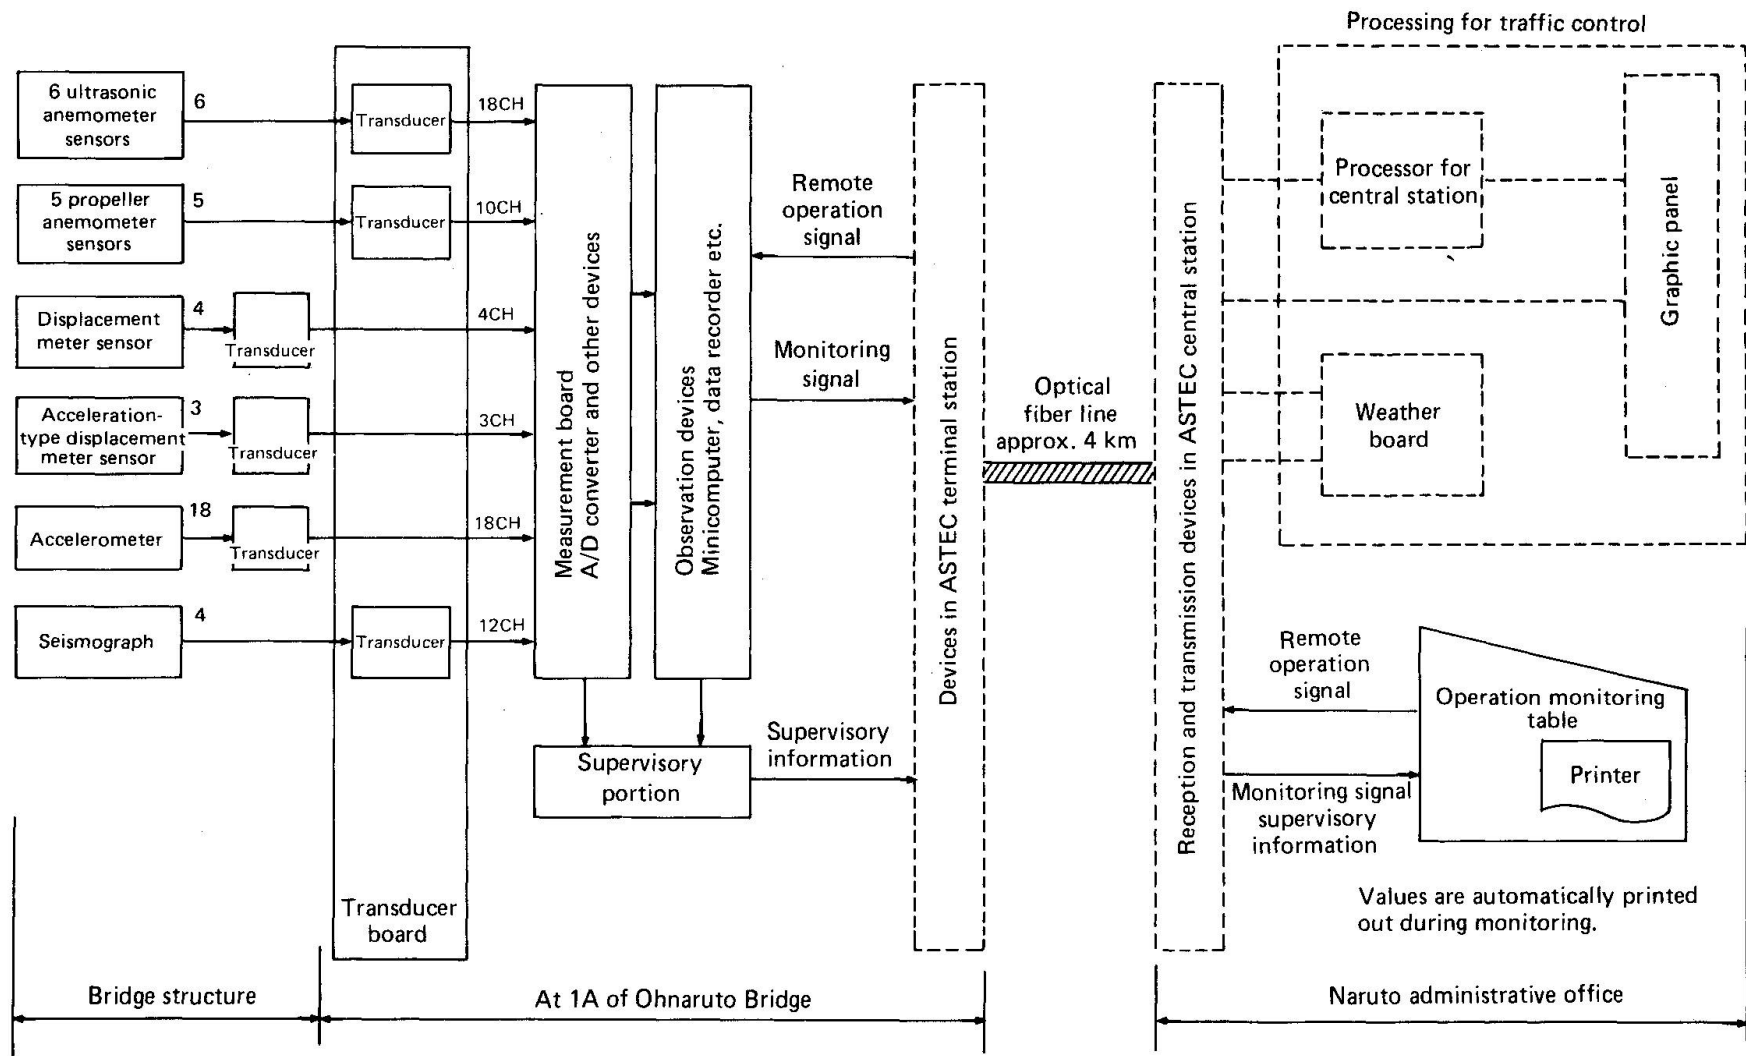 Processing for traffic control
6 ultrasonic
anemometer
sensors
6
Transducer
18CH
5 propeller
anemometer
sensors
5
Transducer
10CH
Displacement
meter sensor
4
Transducer
4CH
Acceleration-
type displacement
meter sensor
3
Transducer
3CH
Accelerometer
18
Transducer
18CH
Seismograph
4
Transducer
12CH
Transducer
board
Measurement board
A/D converter and other devices
Observation devices
Minicomputer, data recorder etc.
Remote
operation
signal
Monitoring
signal
Supervisory
portion
Supervisory
information
Devices in ASTEC terminal station
Optical
fiber line
approx. 4 km
Reception and transmission devices in ASTEC central station
Processor for
central station
Graphic panel
Weather
board
Remote
operation
signal
Operation monitoring
table
Printer
Monitoring signal
supervisory
information
Values are automatically printed
out during monitoring.
Bridge structure
At 1A of Ohnaruto Bridge
Naruto administrative office